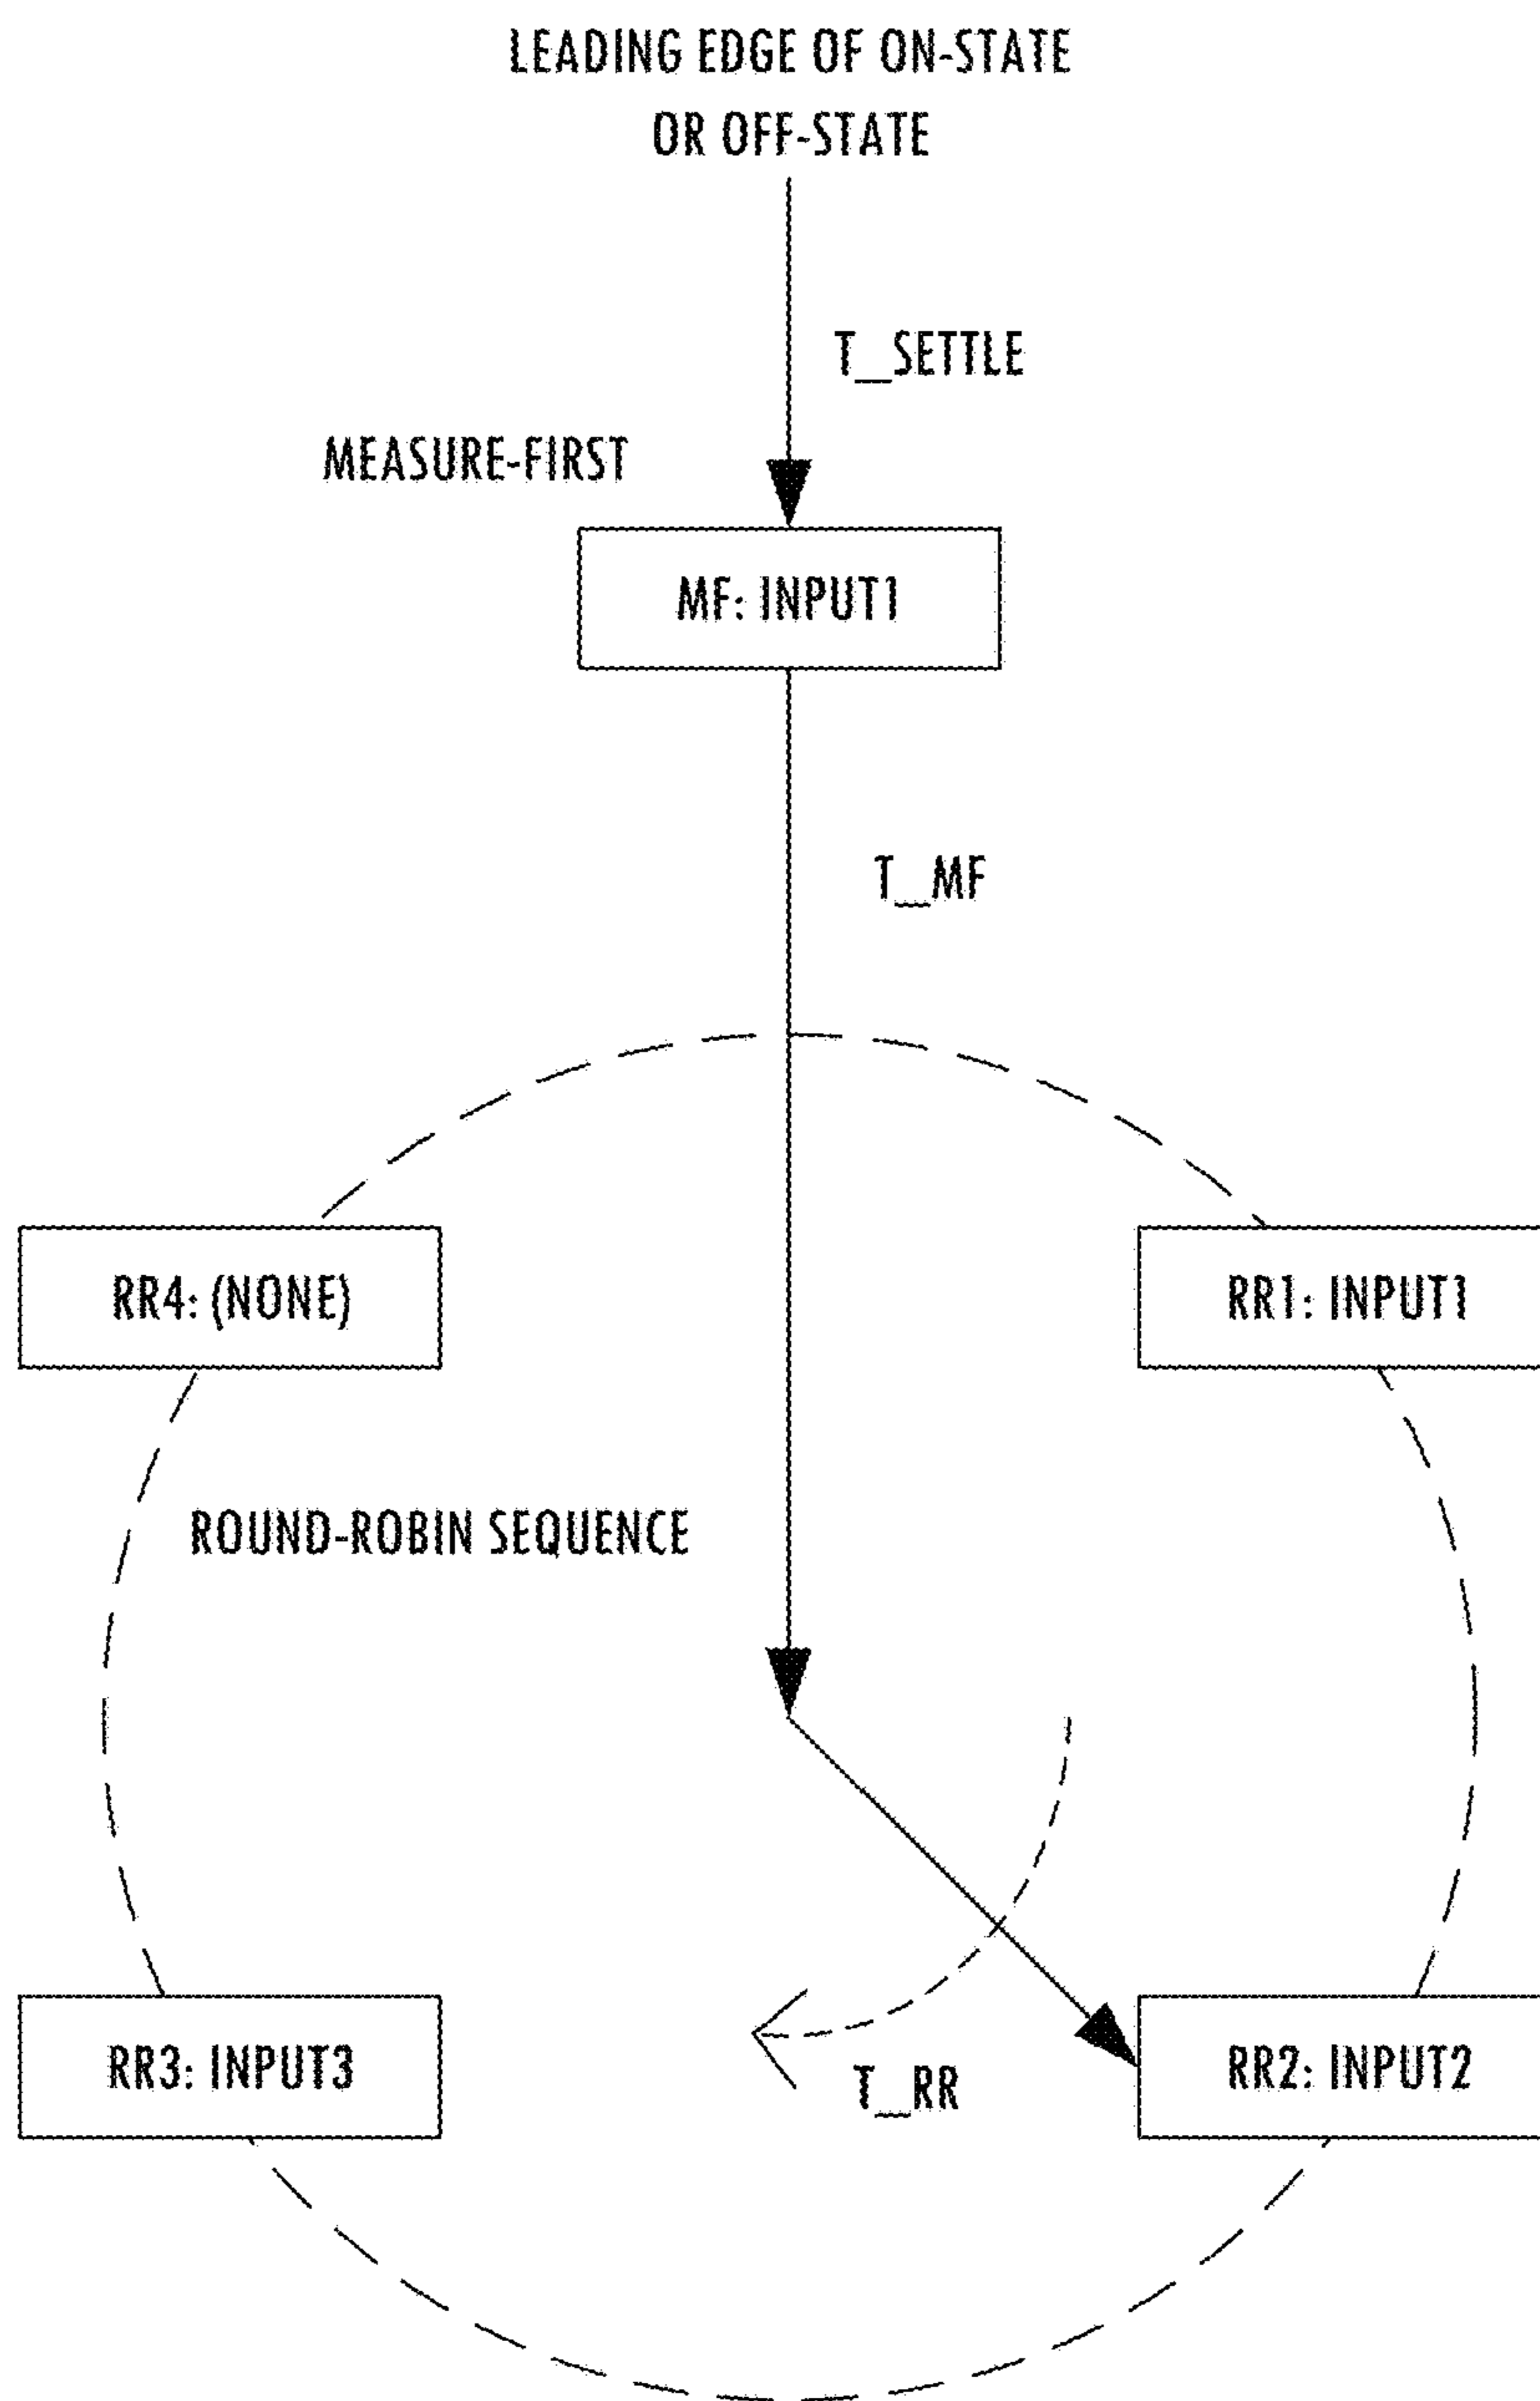 LEADING EDGE OF ON-STATE
OR OFF-STATE
T_SETTLE
MEASURE-FIRST
MF: INPUT1
T_MF
RR4: (NONE)
RR1: INPUT1
ROUND-ROBIN SEQUENCE
RR3: INPUT3
T_RR
RR2: INPUT2